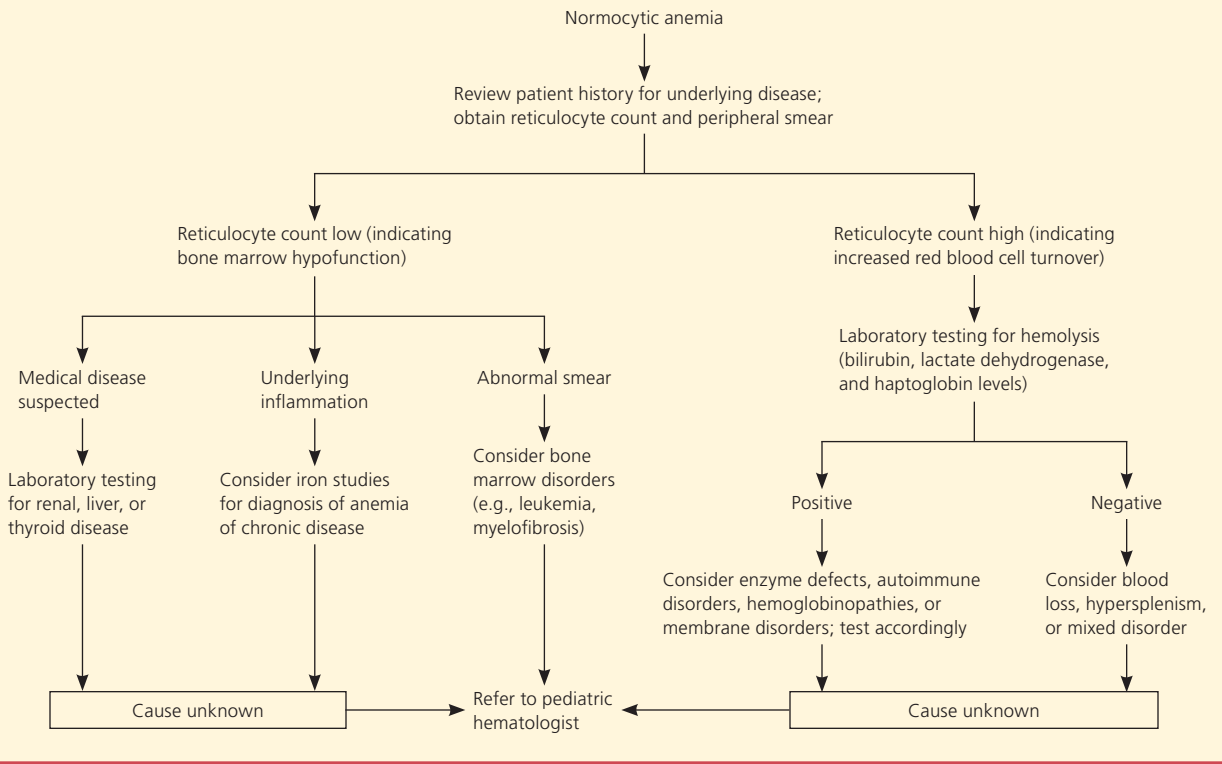 Normocytic anemia
Review patient history for underlying disease;
obtain reticulocyte count and peripheral smear
Reticulocyte count low (indicating
bone marrow hypofunction)
Reticulocyte count high (indicating
increased red blood cell turnover)
Laboratory testing for hemolysis
(bilirubin, lactate dehydrogenase,
and haptoglobin levels)
Medical disease
suspected
Underlying
inflammation
Abnormal smear
Laboratory testing
for renal, liver, or
thyroid disease
Consider iron studies
for diagnosis of anemia
of chronic disease
Consider bone
marrow disorders
(e.g., leukemia,
myelofibrosis)
Positive
Negative
Consider enzyme defects, autoimmune
disorders, hemoglobinopathies, or
membrane disorders; test accordingly
Consider blood
loss, hypersplenism,
or mixed disorder
Cause unknown
Refer to pediatric
hematologist
Cause unknown